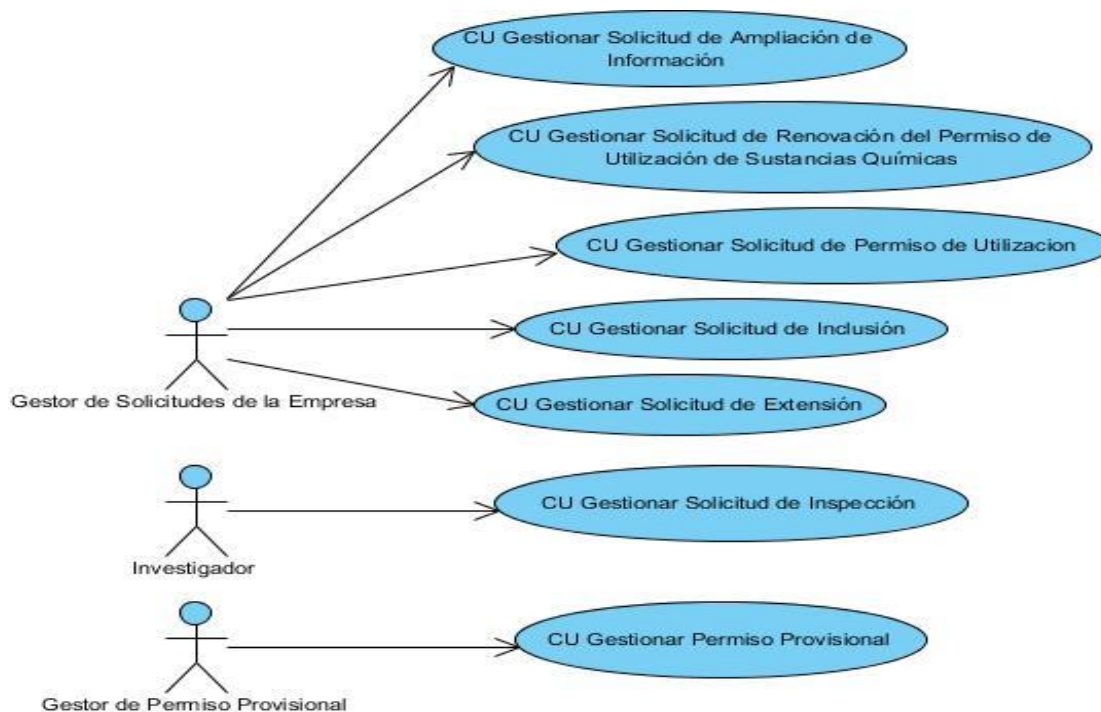 CU Gestionar Solicitud de Ampliación de
Información
CU Gestionar Solicitud de Renovación del Permiso de
Utilización de Sustancias Químicas
CU Gestionar Solicitud de Permiso de Utilizacion
CU Gestionar Solicitud de Inclusión
Gestor de Solicitudes de la Empresa
CU Gestionar Solicitud de Extensión
CU Gestionar Solicitud de Inspección
Investigador
CU Gestionar Permiso Provisional
Gestor de Permiso Provisional